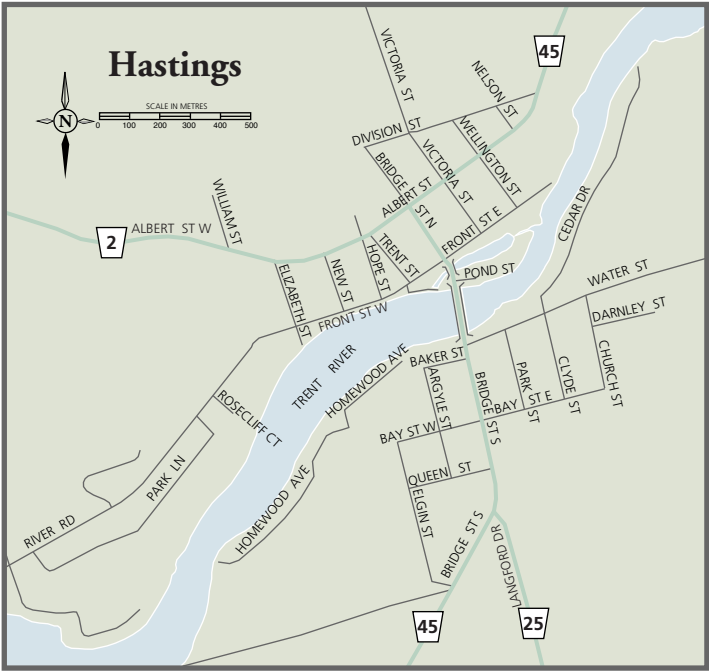 Hastings
N
SCALE IN METRES
0 100 200 300 400 500
45
VICTORIA ST
NELSON ST
DIVISION ST
WELLINGTON ST
VICTORIA ST
BRIDGE ST N
ALBERT ST
WILLIAM ST
2
ALBERT ST W
FRONT ST E
CEDAR DR
TRENT ST
HOPE ST
NEW ST
ELIZABETH ST
POND ST
WATER ST
FRONT ST W
DARNLEY ST
TRENT RIVER
HOMEWOOD AVE
BAKER ST
ARGYLE ST
BRIDGE ST S
PARK ST
CLYDE ST
CHURCH ST
BAY ST E
ROSECLIFF CT
BAY ST W
PARK LN
QUEEN ST
HOMEWOOD AVE
ELGIN ST
RIVER RD
BRIDGE ST S
LANGFORD DR
45
25